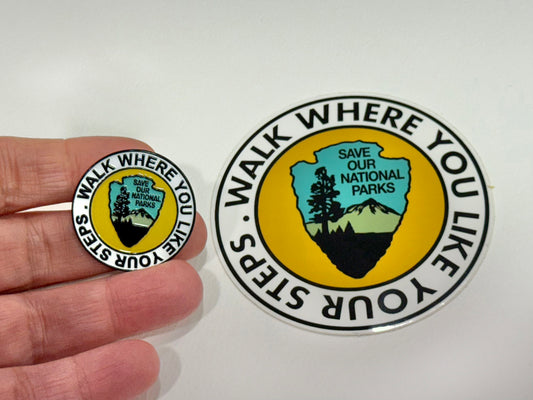 WALK WHERE YOU LIKE YOUR STEPS ·
SAVE
OUR
NATIONAL
PARKS
WALK WHERE YOU LIKE YOUR STEPS ·
SAVE
OUR
NATIONAL
PARKS